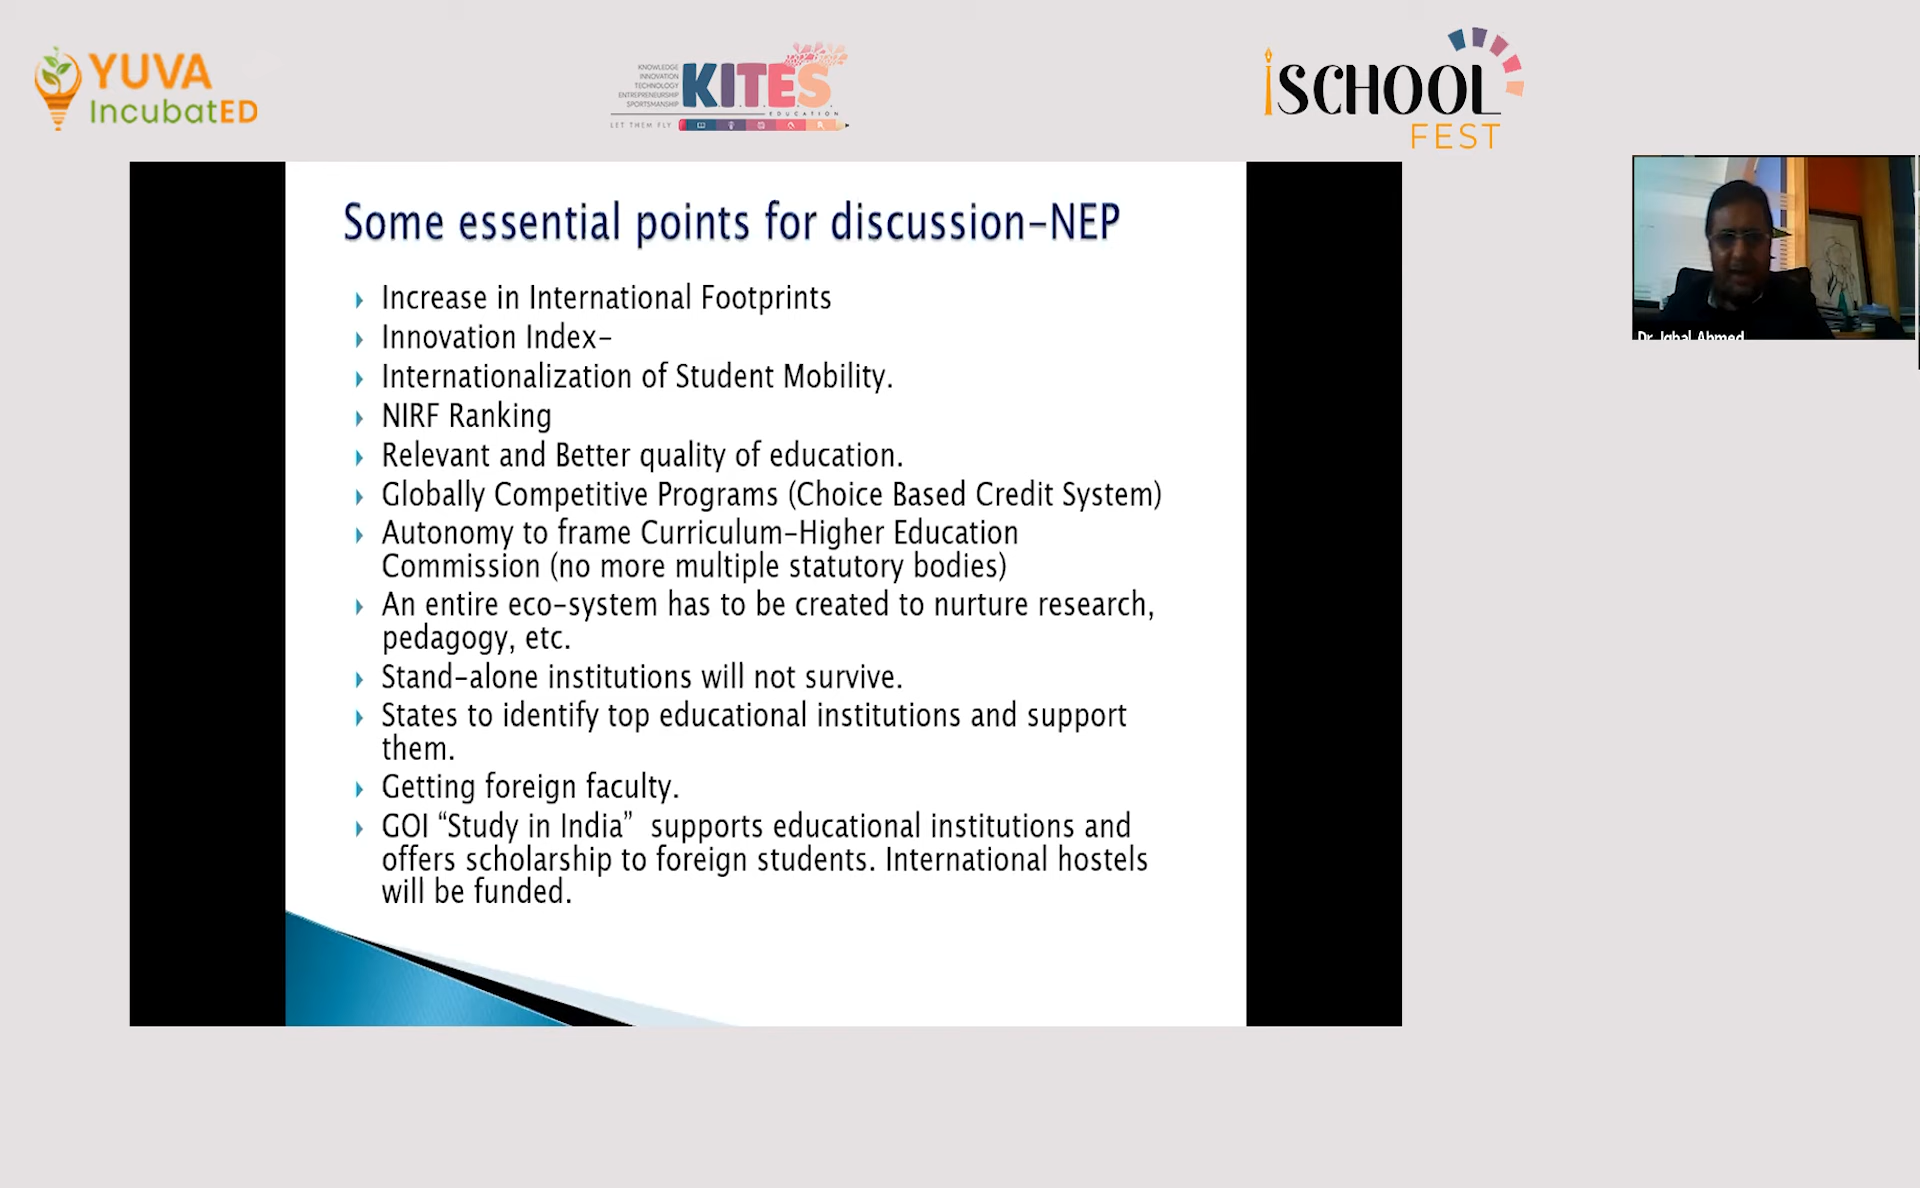 YUVA
IncubatED
KNOWLEDGE
INNOVATION
TECHNOLOGY
ENTREPRENEURSHIP
SPORTSMANSHIP
K.I.T.E.S.
EDUCATION
LET THEM FLY
iSCHOOL
FEST
Some essential points for discussion-NEP
Increase in International Footprints
Innovation Index-
Internationalization of Student Mobility.
NIRF Ranking
Relevant and Better quality of education.
Globally Competitive Programs (Choice Based Credit System)
Autonomy to frame Curriculum-Higher Education
Commission (no more multiple statutory bodies)
An entire eco-system has to be created to nurture research,
pedagogy, etc.
Stand-alone institutions will not survive.
States to identify top educational institutions and support
them.
Getting foreign faculty.
GOI “Study in India”  supports educational institutions and
offers scholarship to foreign students. International hostels
will be funded.
Dr. Iqbal Ahmed